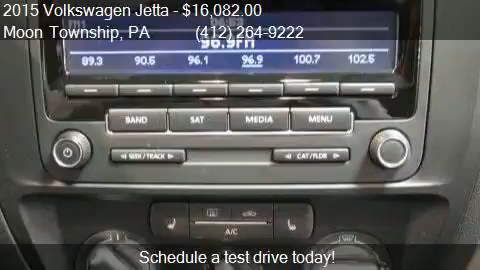 2015 Volkswagen Jetta - $16,082.00
Moon Township, PA (412) 264-9222
96.9FM
89.3 90.5 96.1 96.9 100.7 102.5
BAND SAT MEDIA MENU
SEEK/TRACK CAT/FLDR
A/C
Schedule a test drive today!